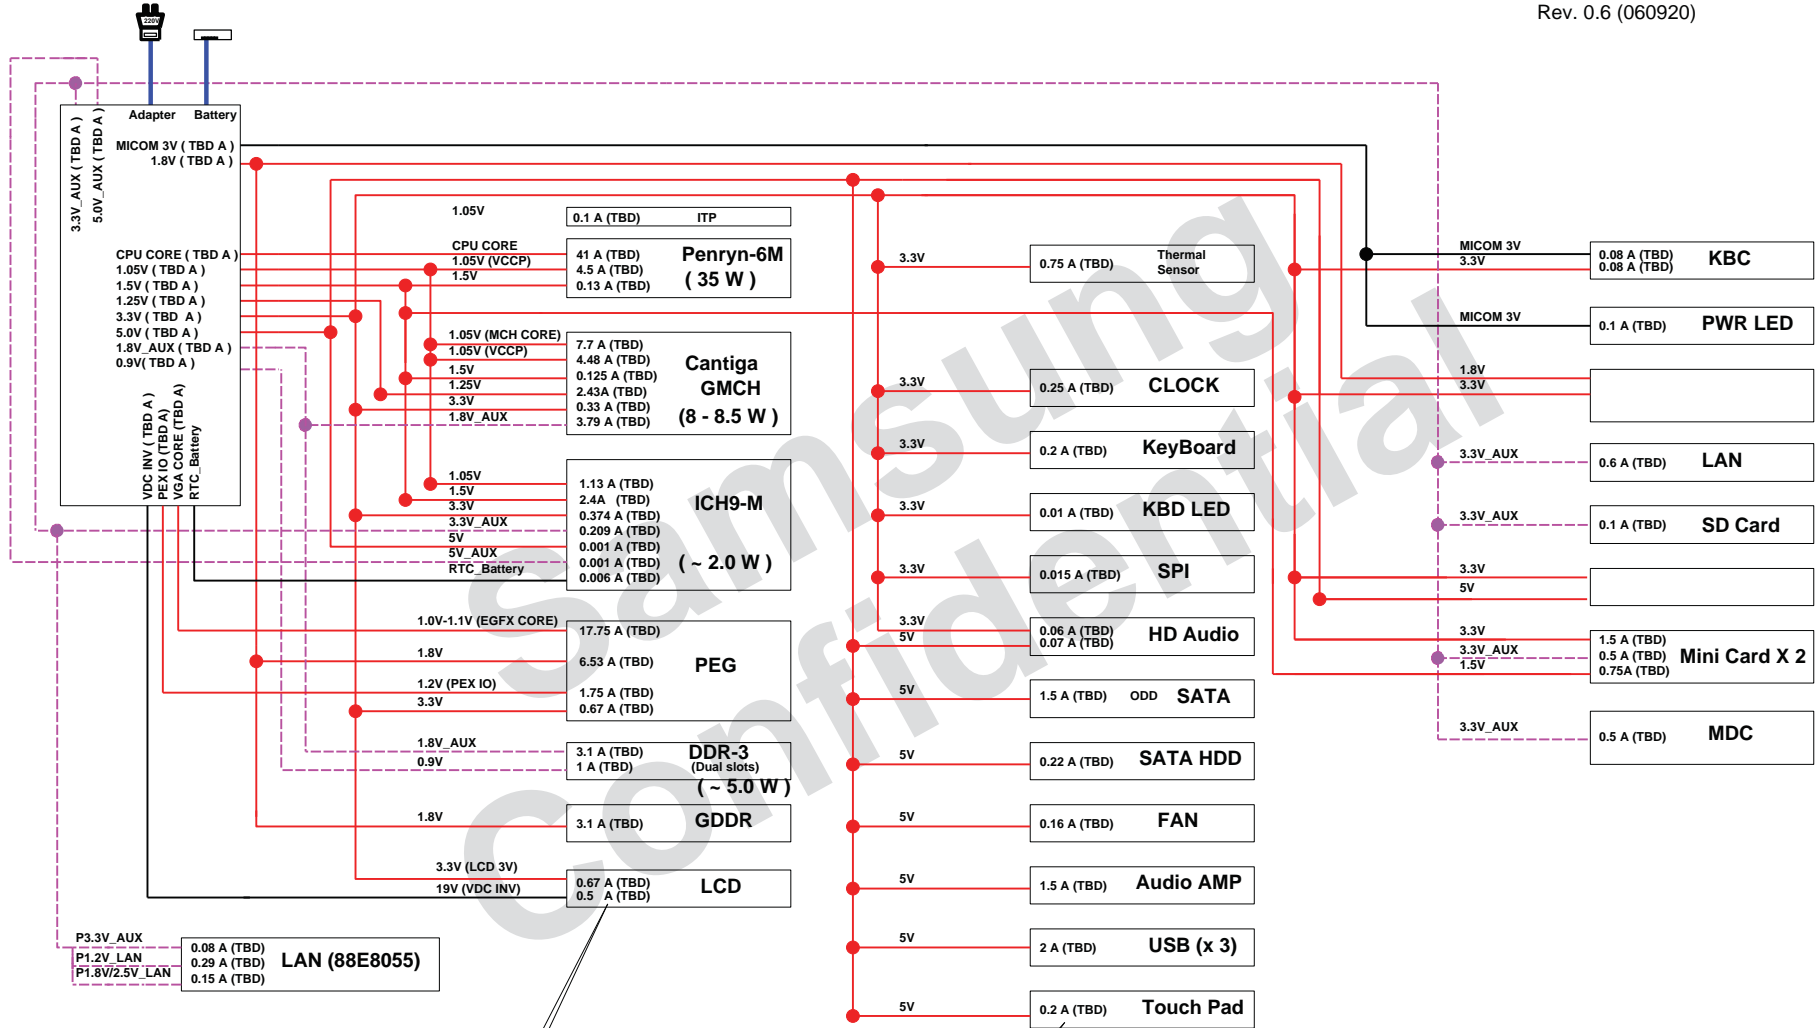 Rev. 0.6 (060920)
220V
Adapter
Battery
3.3V_AUX ( TBD A )
5.0V_AUX ( TBD A )
MICOM 3V ( TBD A )
1.8V ( TBD A )
CPU CORE ( TBD A )
1.05V ( TBD A )
1.5V ( TBD A )
1.25V ( TBD A )
3.3V ( TBD A )
5.0V ( TBD A )
1.8V_AUX ( TBD A )
0.9V( TBD A )
VDC INV ( TBD A )
PEX IO (TBD A)
VGA CORE (TBD A)
RTC_Battery
1.05V
0.1 A (TBD) ITP
CPU CORE
1.05V (VCCP)
1.5V
41 A (TBD)
4.5 A (TBD)
0.13 A (TBD)
Penryn-6M
( 35 W )
1.05V (MCH CORE)
1.05V (VCCP)
1.5V
1.25V
3.3V
1.8V_AUX
7.7 A (TBD)
4.48 A (TBD)
0.125 A (TBD)
2.43A (TBD)
0.33 A (TBD)
3.79 A (TBD)
Cantiga
GMCH
(8 - 8.5 W )
1.05V
1.5V
3.3V
3.3V_AUX
5V
5V_AUX
RTC_Battery
1.13 A (TBD)
2.4A (TBD)
0.374 A (TBD)
0.209 A (TBD)
0.001 A (TBD)
0.001 A (TBD)
0.006 A (TBD)
ICH9-M
( ~ 2.0 W )
1.0V-1.1V (EGFX CORE)
1.8V
1.2V (PEX IO)
3.3V
17.75 A (TBD)
6.53 A (TBD)
1.75 A (TBD)
0.67 A (TBD)
PEG
1.8V_AUX
0.9V
3.1 A (TBD)
1 A (TBD)
DDR-3
(Dual slots)
( ~ 5.0 W )
1.8V
3.1 A (TBD)
GDDR
3.3V (LCD 3V)
19V (VDC INV)
0.67 A (TBD)
0.5 A (TBD)
LCD
P3.3V_AUX
P1.2V_LAN
P1.8V/2.5V_LAN
0.08 A (TBD)
0.29 A (TBD)
0.15 A (TBD)
LAN (88E8055)
3.3V
0.75 A (TBD)
Thermal
Sensor
3.3V
0.25 A (TBD)
CLOCK
3.3V
0.2 A (TBD)
KeyBoard
3.3V
0.01 A (TBD)
KBD LED
3.3V
0.015 A (TBD)
SPI
3.3V
5V
0.06 A (TBD)
0.07 A (TBD)
HD Audio
5V
1.5 A (TBD) ODD SATA
5V
0.22 A (TBD)
SATA HDD
5V
0.16 A (TBD)
FAN
5V
1.5 A (TBD)
Audio AMP
5V
2 A (TBD)
USB (x 3)
5V
0.2 A (TBD)
Touch Pad
MICOM 3V
3.3V
0.08 A (TBD)
0.08 A (TBD)
KBC
MICOM 3V
0.1 A (TBD)
PWR LED
1.8V
3.3V
3.3V_AUX
0.6 A (TBD)
LAN
3.3V_AUX
0.1 A (TBD)
SD Card
3.3V
5V
3.3V
3.3V_AUX
1.5V
1.5 A (TBD)
0.5 A (TBD)
0.75A (TBD)
Mini Card X 2
3.3V_AUX
0.5 A (TBD)
MDC
Samsung
Confidential